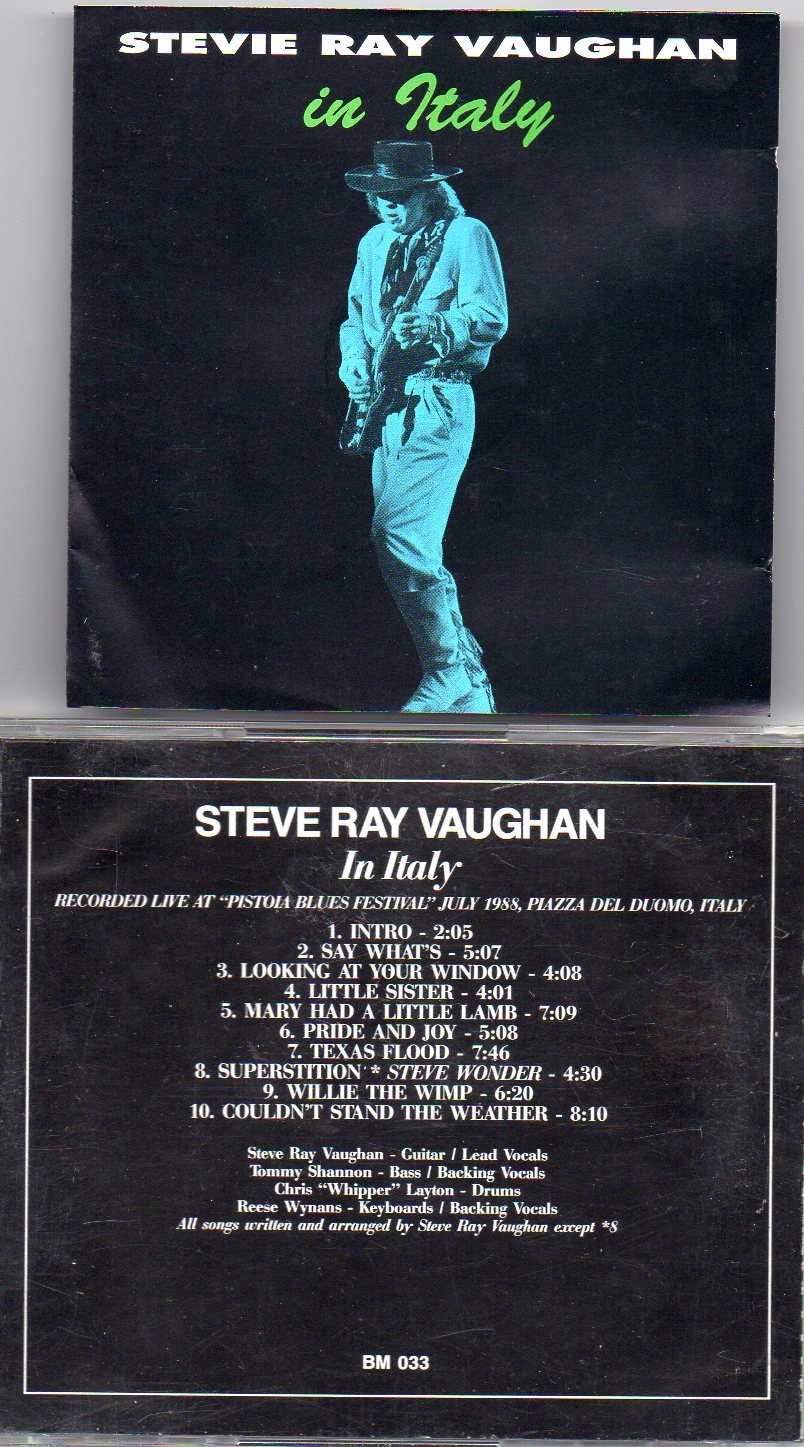 STEVIE RAY VAUGHAN
in Italy
STEVE RAY VAUGHAN
In Italy
RECORDED LIVE AT “PISTOIA BLUES FESTIVAL” JULY 1988, PIAZZA DEL DUOMO, ITALY
1. INTRO - 2:05
2. SAY WHAT'S - 5:07
3. LOOKING AT YOUR WINDOW - 4:08
4. LITTLE SISTER - 4:01
5. MARY HAD A LITTLE LAMB - 7:09
6. PRIDE AND JOY - 5:08
7. TEXAS FLOOD - 7:46
8. SUPERSTITION * STEVE WONDER - 4:30
9. WILLIE THE WIMP - 6:20
10. COULDN'T STAND THE WEATHER - 8:10
Steve Ray Vaughan - Guitar / Lead Vocals
Tommy Shannon - Bass / Backing Vocals
Chris “Whipper” Layton - Drums
Reese Wynans - Keyboards / Backing Vocals
All songs written and arranged by Steve Ray Vaughan except *8
BM 033